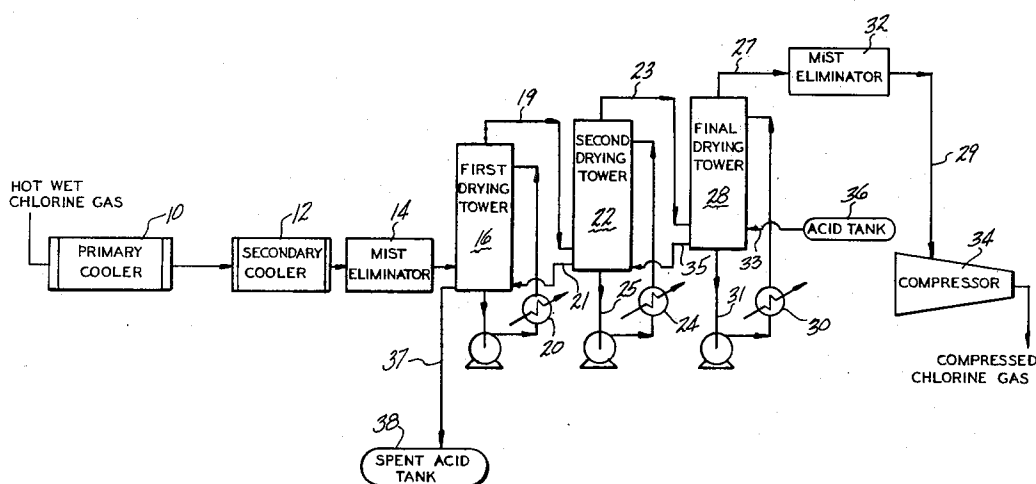 HOT WET
CHLORINE GAS
10
PRIMARY
COOLER
12
SECONDARY
COOLER
14
MIST
ELIMINATOR
19
FIRST
DRYING
TOWER
16
20
21
23
SECOND
DRYING
TOWER
22
25
24
27
FINAL
DRYING
TOWER
28
35
33
31
30
32
MIST
ELIMINATOR
29
36
ACID TANK
34
COMPRESSOR
COMPRESSED
CHLORINE GAS
37
38
SPENT ACID
TANK